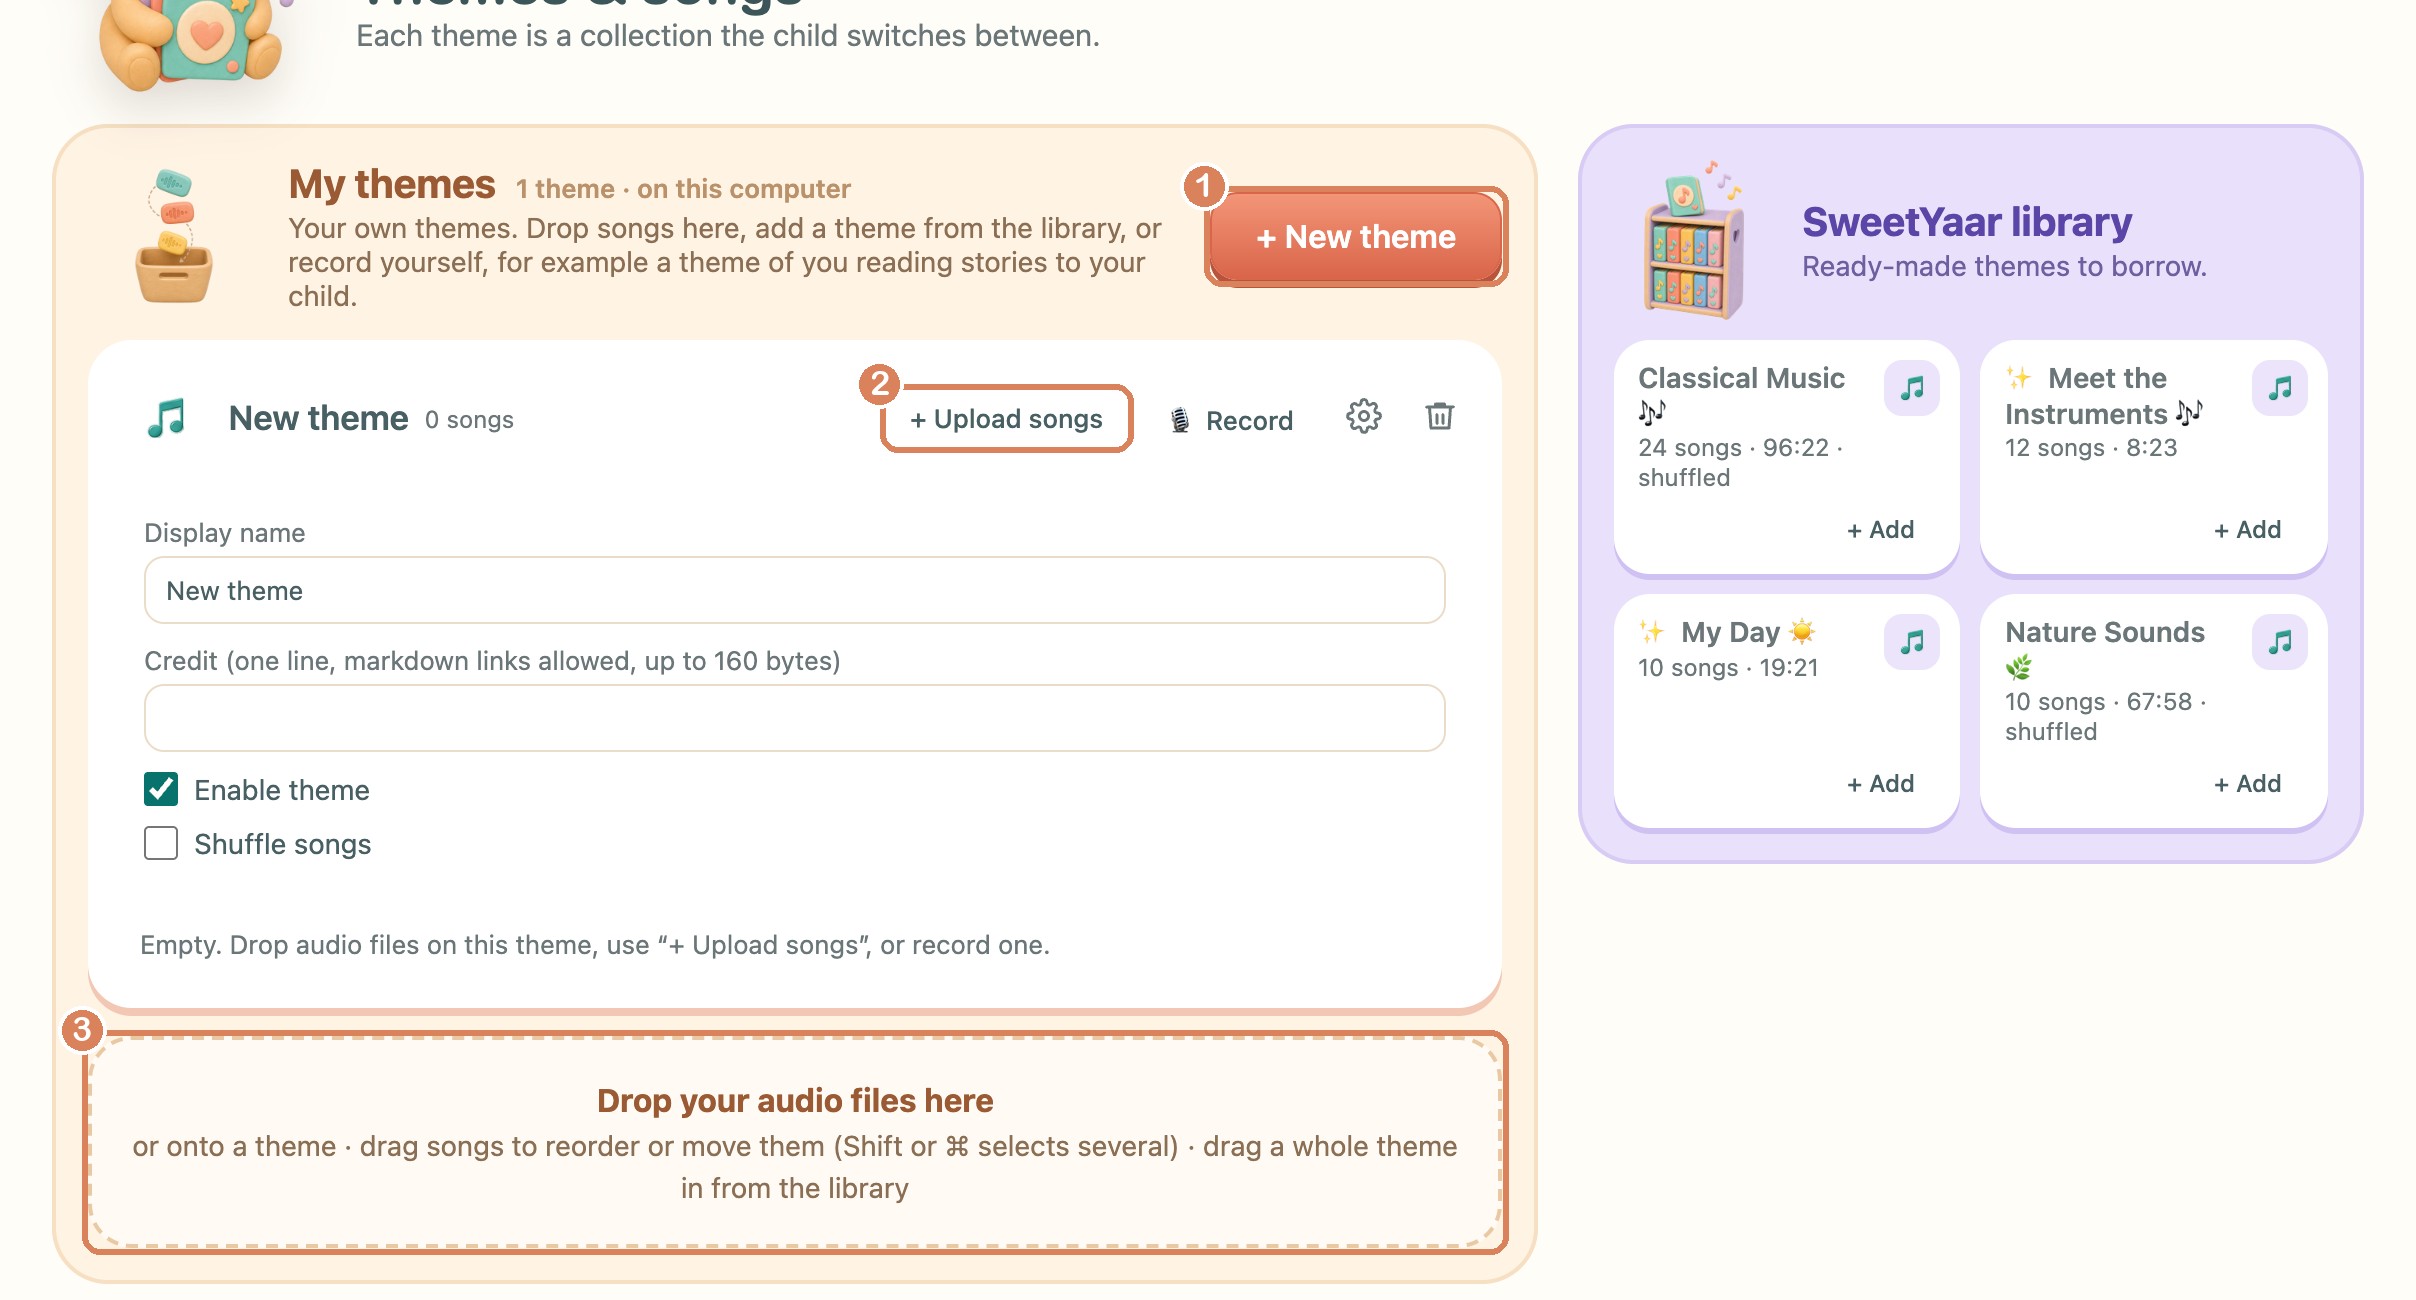 Themes & songs
Each theme is a collection the child switches between.
My themes 1 theme · on this computer
Your own themes. Drop songs here, add a theme from the library, or
record yourself, for example a theme of you reading stories to your
child.
1
+ New theme
New theme 0 songs
2
+ Upload songs
🎙️ Record
Display name
New theme
Credit (one line, markdown links allowed, up to 160 bytes)
Enable theme
Shuffle songs
Empty. Drop audio files on this theme, use “+ Upload songs”, or record one.
3
Drop your audio files here
or onto a theme · drag songs to reorder or move them (Shift or ⌘ selects several) · drag a whole theme
in from the library
SweetYaar library
Ready-made themes to borrow.
Classical Music
🎶
24 songs · 96:22 ·
shuffled
+ Add
✨ Meet the
Instruments 🎶
12 songs · 8:23
+ Add
✨ My Day ☀️
10 songs · 19:21
+ Add
Nature Sounds
🌿
10 songs · 67:58 ·
shuffled
+ Add